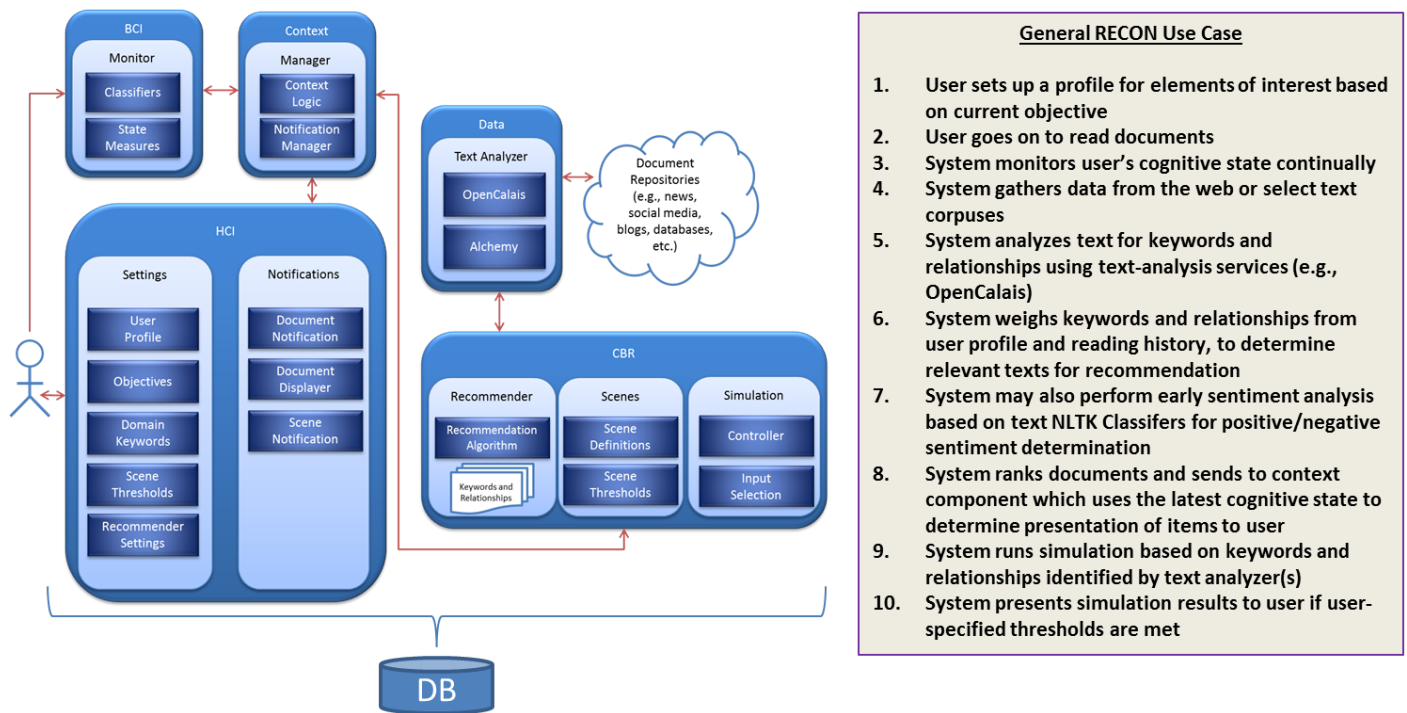 BCI
Monitor
Classifiers
State
Measures
Context
Manager
Context
Logic
Notification
Manager
Data
Text Analyzer
OpenCalais
Alchemy
Document
Repositories
(e.g., news,
social media,
blogs, databases,
etc.)
HCI
Settings
User
Profile
Objectives
Domain
Keywords
Scene
Thresholds
Recommender
Settings
Notifications
Document
Notification
Document
Displayer
Scene
Notification
CBR
Recommender
Recommendation
Algorithm
Keywords and
Relationships
Scenes
Scene
Definitions
Scene
Thresholds
Simulation
Controller
Input
Selection
DB
General RECON Use Case
1. User sets up a profile for elements of interest based
on current objective
2. User goes on to read documents
3. System monitors user’s cognitive state continually
4. System gathers data from the web or select text
corpuses
5. System analyzes text for keywords and
relationships using text-analysis services (e.g.,
OpenCalais)
6. System weighs keywords and relationships from
user profile and reading history, to determine
relevant texts for recommendation
7. System may also perform early sentiment analysis
based on text NLTK Classifers for positive/negative
sentiment determination
8. System ranks documents and sends to context
component which uses the latest cognitive state to
determine presentation of items to user
9. System runs simulation based on keywords and
relationships identified by text analyzer(s)
10. System presents simulation results to user if user-
specified thresholds are met